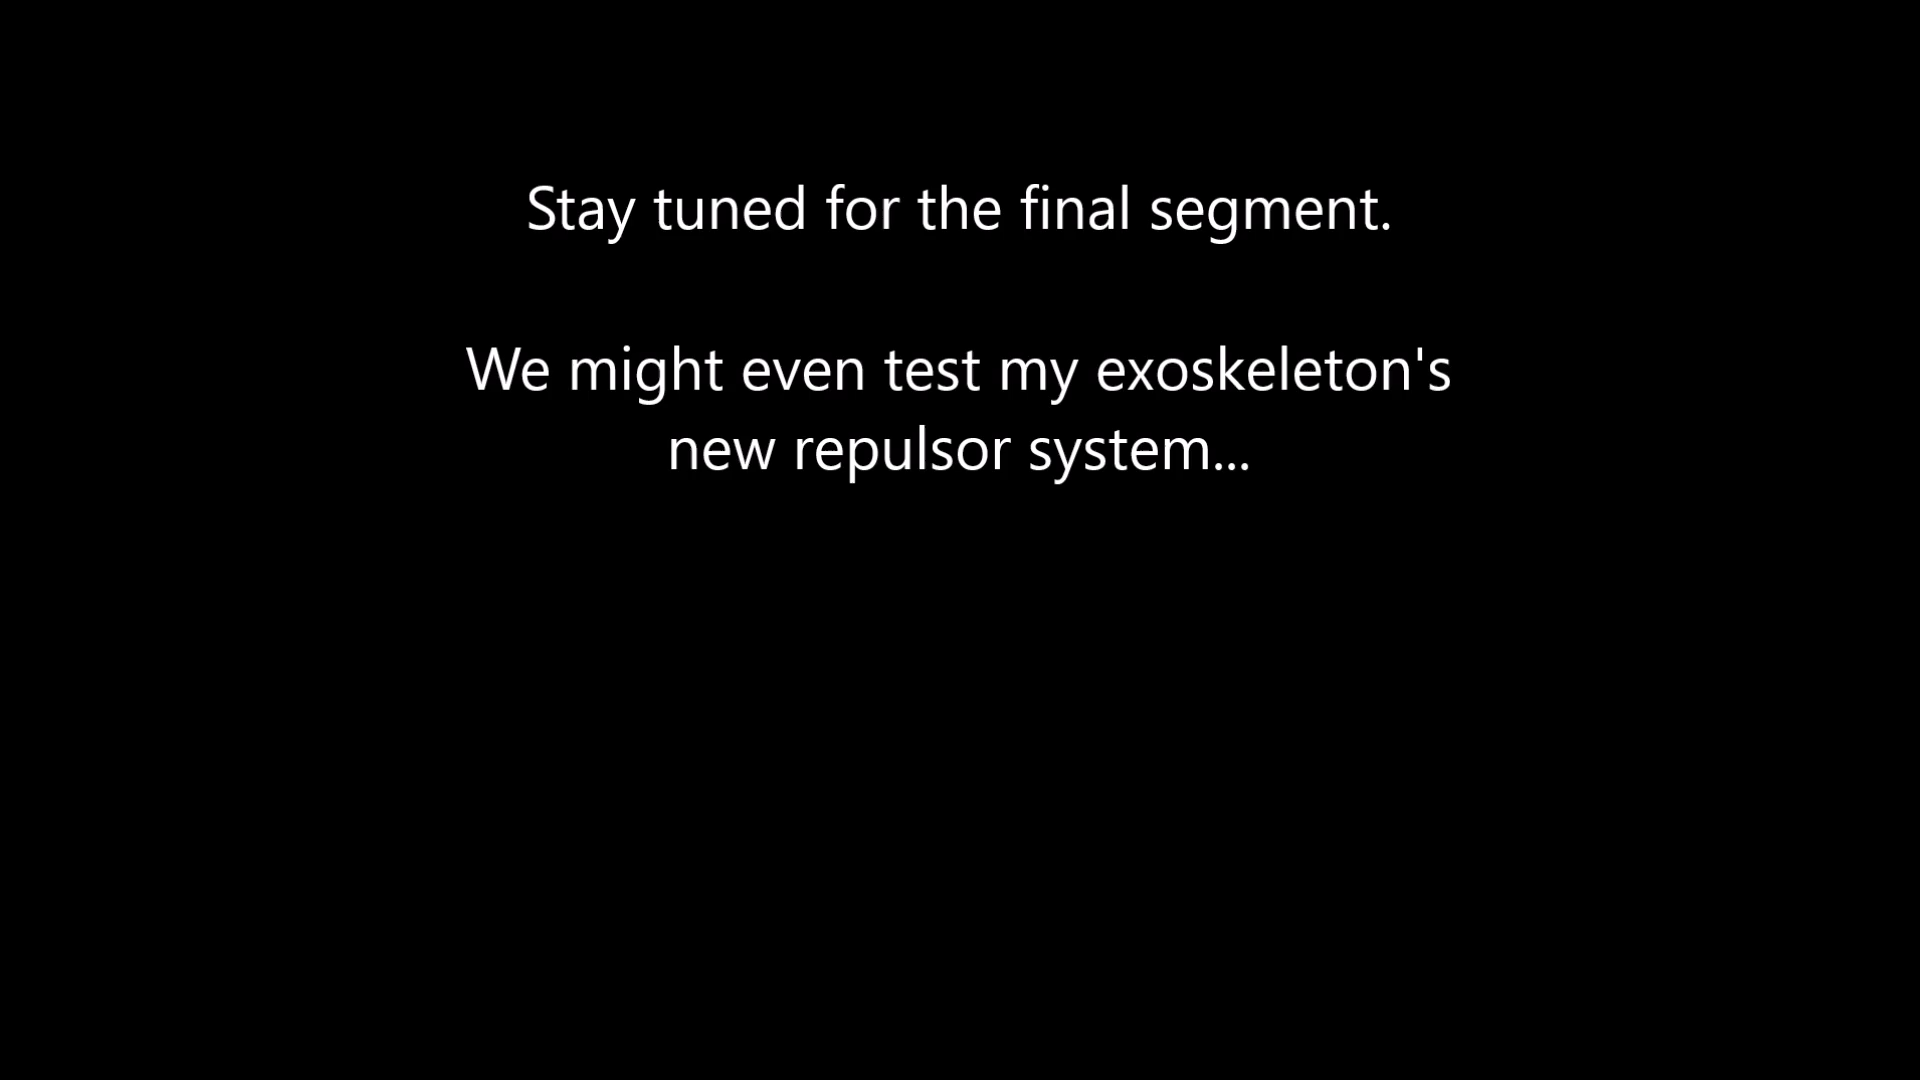 Stay tuned for the final segment.
We might even test my exoskeleton's
new repulsor system...